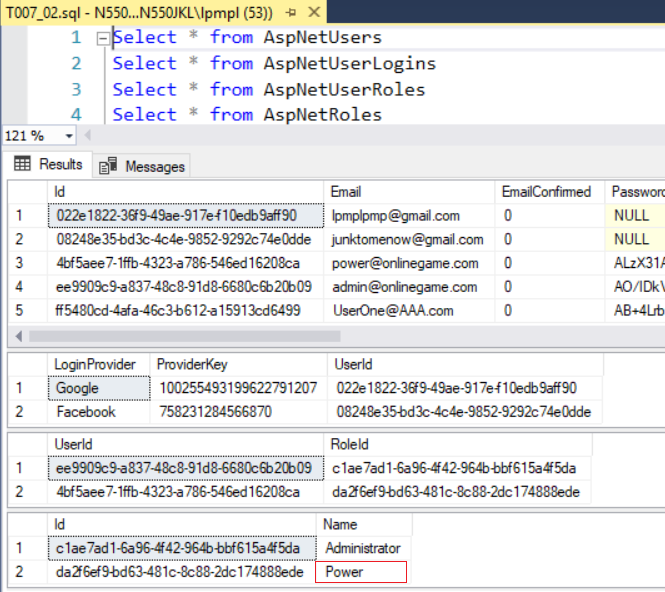 T007_02.sql - N550...N550JKL\lpmpl (53))
1 Select * from AspNetUsers
2 Select * from AspNetUserLogins
3 Select * from AspNetUserRoles
4 Select * from AspNetRoles
121 %
Results Messages
Id Email EmailConfirmed Password
1 022e1822-36f9-49ae-917e-f10edb9aff90 lpmplpmp@gmail.com 0 NULL
2 08248e35-bd3c-4c4e-9852-9292c74e0dde junktomenow@gmail.com 0 NULL
3 4bf5aee7-1ffb-4323-a786-546ed16208ca power@onlinegame.com 0 ALzX31A
4 ee9909c9-a837-48c8-91d8-6680c6b20b09 admin@onlinegame.com 0 AO/IDkV
5 ff5480cd-4afa-46c3-b612-a15913cd6499 UserOne@AAA.com 0 AB+4Lrb
LoginProvider ProviderKey UserId
1 Google 100255493199622791207 022e1822-36f9-49ae-917e-f10edb9aff90
2 Facebook 758231284566870 08248e35-bd3c-4c4e-9852-9292c74e0dde
UserId RoleId
1 ee9909c9-a837-48c8-91d8-6680c6b20b09 c1ae7ad1-6a96-4f42-964b-bbf615a4f5da
2 4bf5aee7-1ffb-4323-a786-546ed16208ca da2f6ef9-bd63-481c-8c88-2dc174888ede
Id Name
1 c1ae7ad1-6a96-4f42-964b-bbf615a4f5da Administrator
2 da2f6ef9-bd63-481c-8c88-2dc174888ede Power